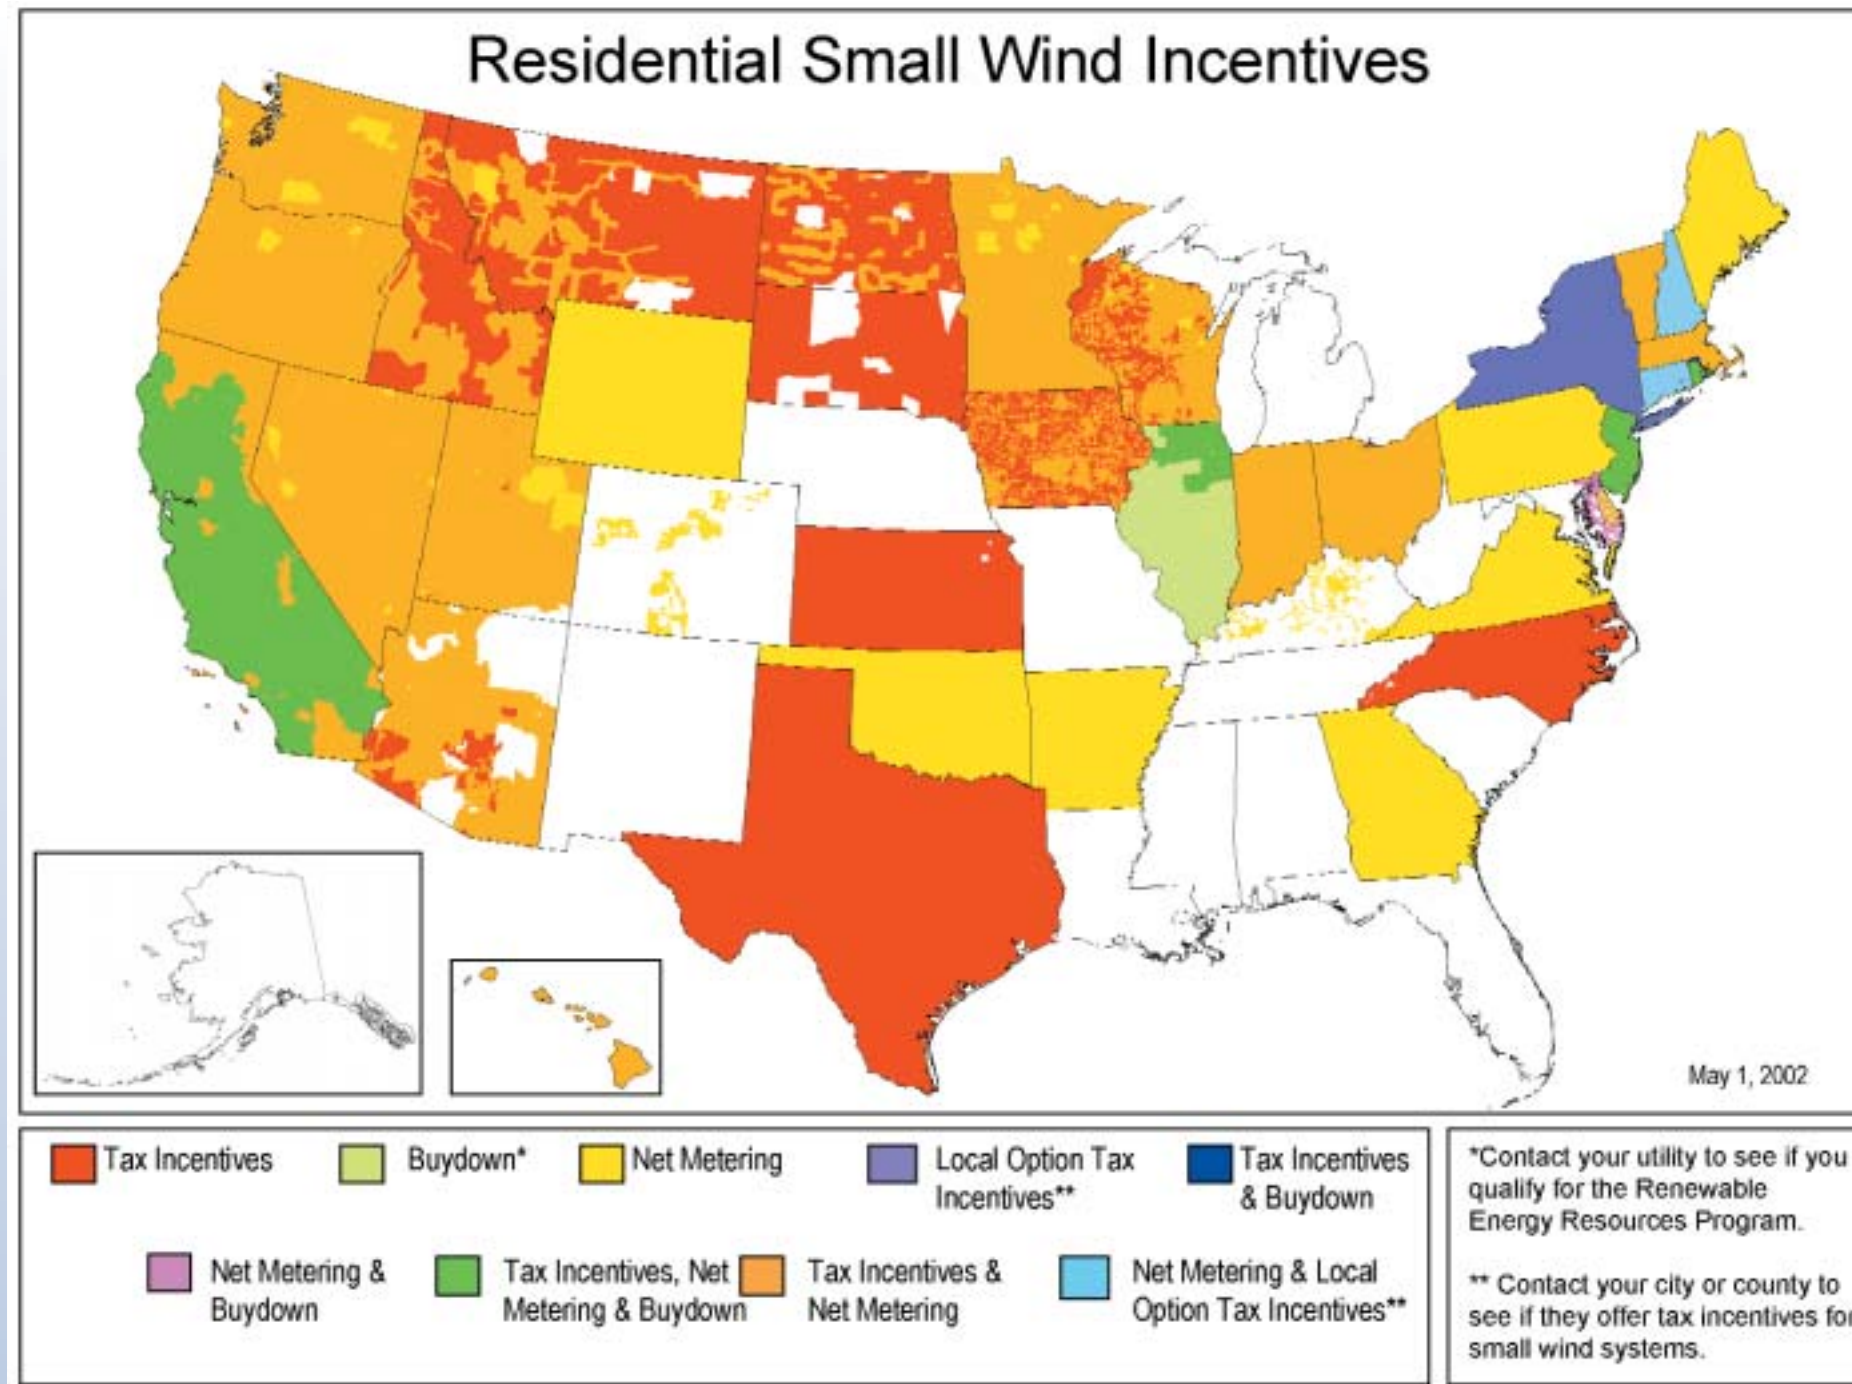 Residential Small Wind Incentives
May 1, 2002
Tax Incentives
Buydown*
Net Metering
Local Option Tax
Incentives**
Tax Incentives
& Buydown
Net Metering &
Buydown
Tax Incentives, Net
Metering & Buydown
Tax Incentives &
Net Metering
Net Metering & Local
Option Tax Incentives**
*Contact your utility to see if you
qualify for the Renewable
Energy Resources Program.
** Contact your city or county to
see if they offer tax incentives for
small wind systems.